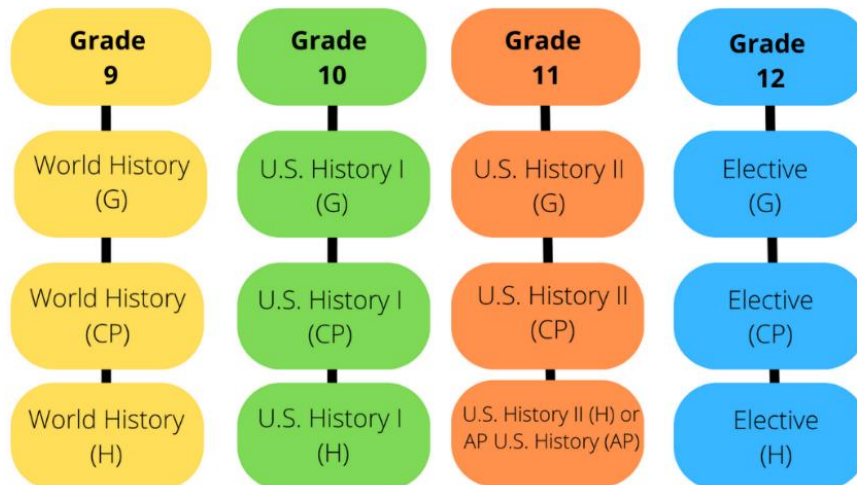 Grade
9
World History
(G)
World History
(CP)
World History
(H)
Grade
10
U.S. History I
(G)
U.S. History I
(CP)
U.S. History I
(H)
Grade
11
U.S. History II
(G)
U.S. History II
(CP)
U.S. History II (H) or
AP U.S. History (AP)
Grade
12
Elective
(G)
Elective
(CP)
Elective
(H)